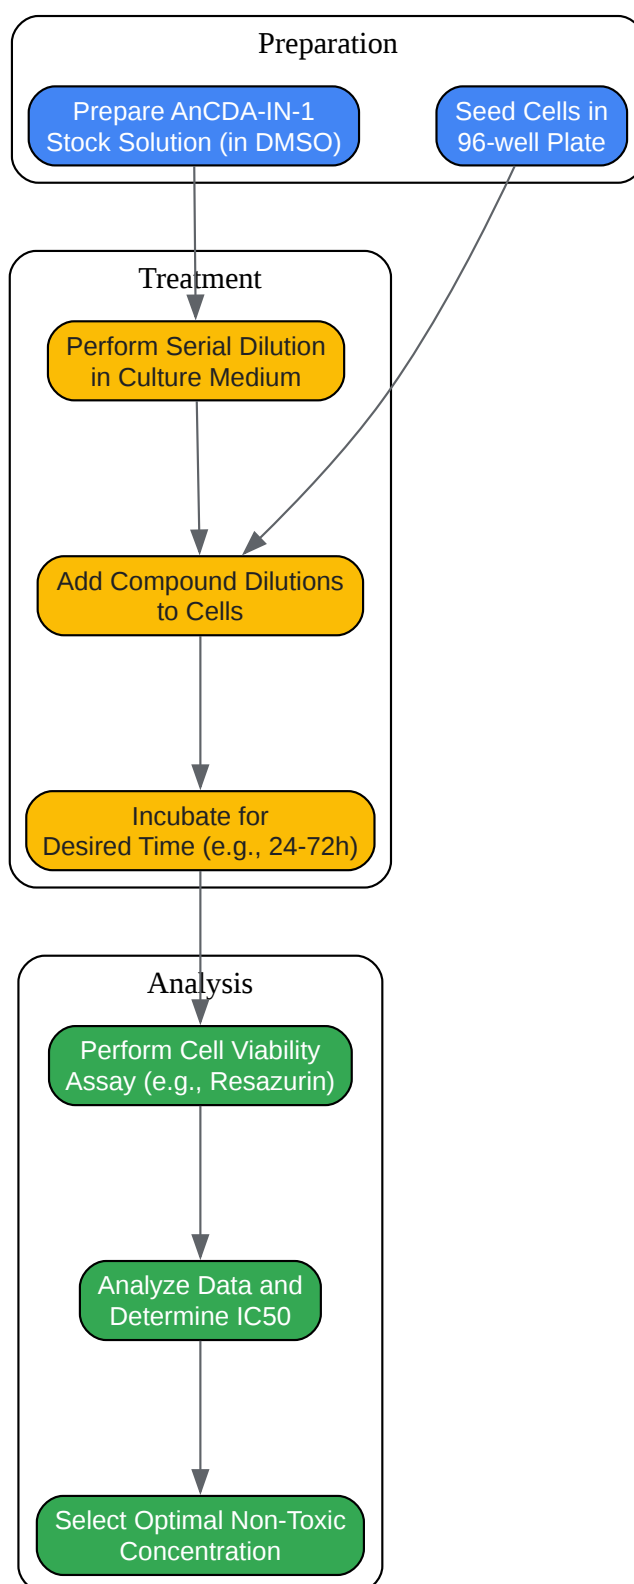 Preparation
Prepare AnCDA-IN-1
Stock Solution (in DMSO)
Seed Cells in
96-well Plate
Treatment
Perform Serial Dilution
in Culture Medium
Add Compound Dilutions
to Cells
Incubate for
Desired Time (e.g., 24-72h)
Analysis
Perform Cell Viability
Assay (e.g., Resazurin)
Analyze Data and
Determine IC50
Select Optimal Non-Toxic
Concentration